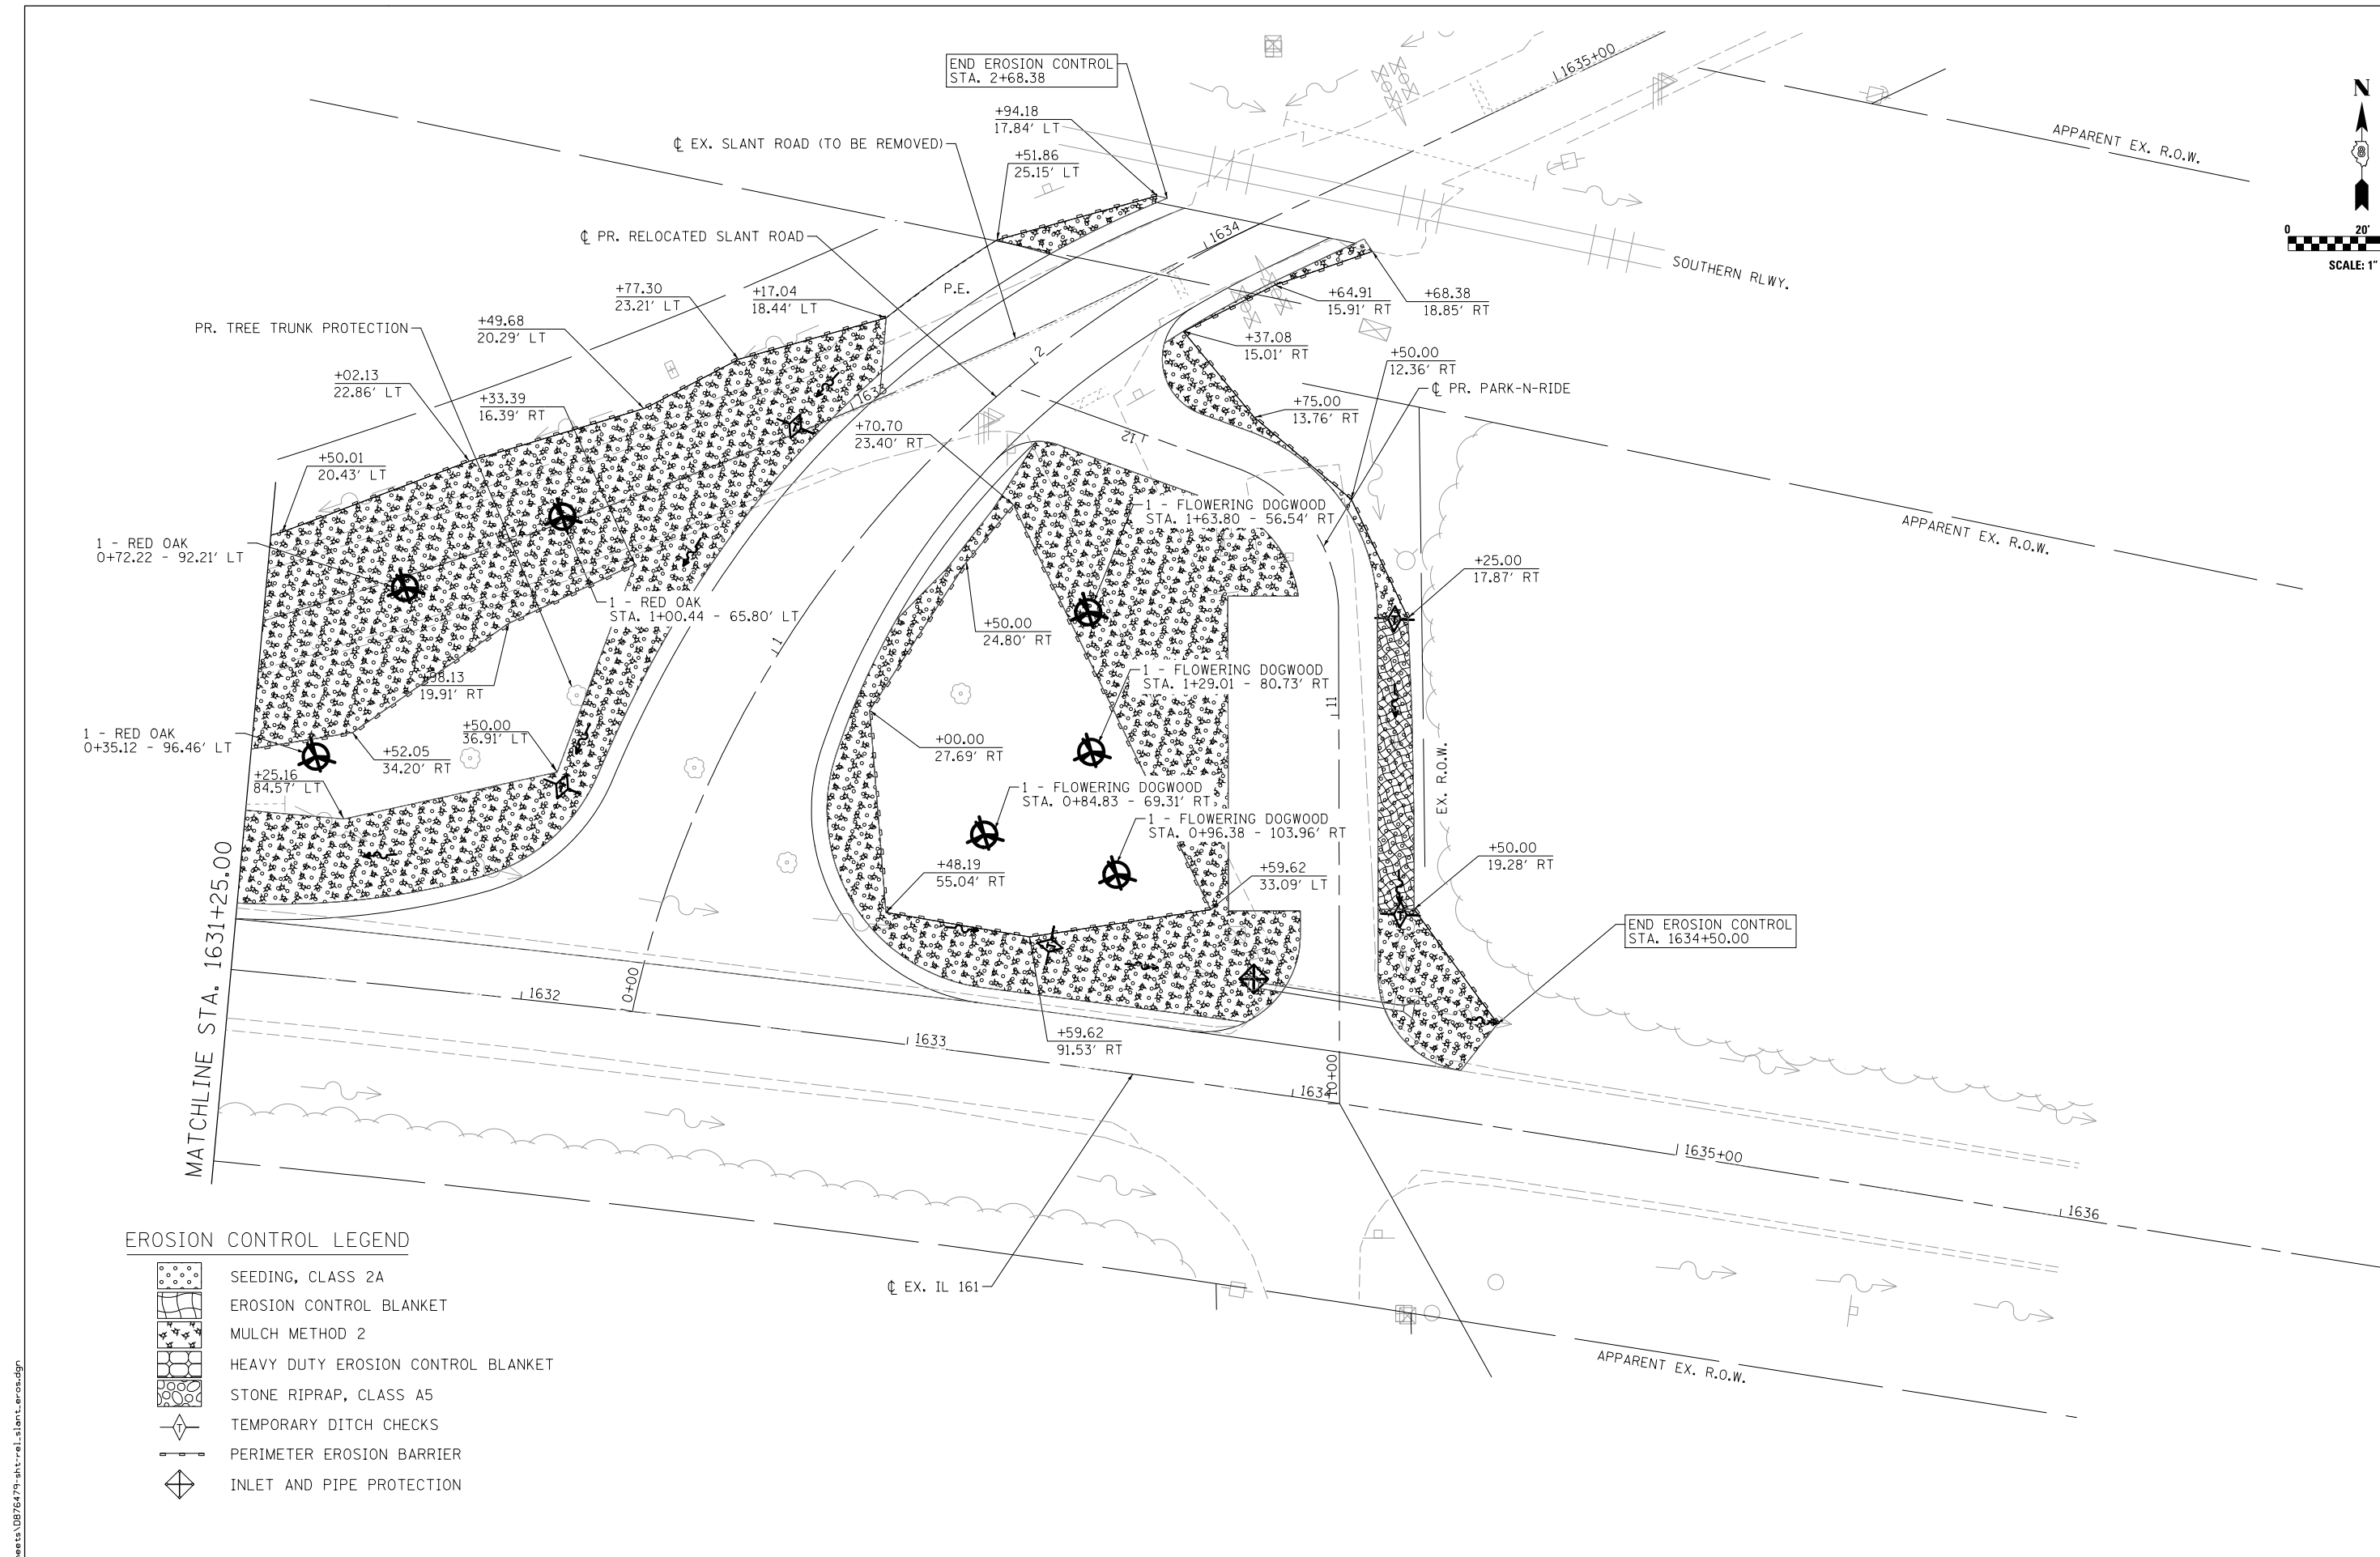 END EROSION CONTROL
STA. 2+68.38
1635+00
+94.18
17.84' LT
℄ EX. SLANT ROAD (TO BE REMOVED)
+51.86
25.15' LT
APPARENT EX. R.O.W.
N
8
0 20'
SCALE: 1"
℄ PR. RELOCATED SLANT ROAD
1634
SOUTHERN RLWY.
P.E.
+77.30
23.21' LT
+17.04
18.44' LT
+64.91
15.91' RT
+68.38
18.85' RT
PR. TREE TRUNK PROTECTION
+49.68
20.29' LT
+37.08
15.01' RT
2
+50.00
12.36' RT
℄ PR. PARK-N-RIDE
+02.13
22.86' LT
+33.39
16.39' RT
1633
+75.00
13.76' RT
+70.70
23.40' RT
12
+50.01
20.43' LT
1 - FLOWERING DOGWOOD
STA. 1+63.80 - 56.54' RT
APPARENT EX. R.O.W.
1 - RED OAK
0+72.22 - 92.21' LT
+25.00
17.87' RT
1 - RED OAK
STA. 1+00.44 - 65.80' LT
+50.00
24.80' RT
1
+98.13
19.91' RT
1 - FLOWERING DOGWOOD
STA. 1+29.01 - 80.73' RT
11
1 - RED OAK
0+35.12 - 96.46' LT
+50.00
36.91' LT
+52.05
34.20' RT
+00.00
27.69' RT
EX. R.O.W.
+25.16
84.57' LT
1 - FLOWERING DOGWOOD
STA. 0+84.83 - 69.31' RT
1 - FLOWERING DOGWOOD
STA. 0+96.38 - 103.96' RT
+48.19
55.04' RT
+59.62
33.09' LT
+50.00
19.28' RT
END EROSION CONTROL
STA. 1634+50.00
MATCHLINE STA. 1631+25.00
1632
0+00
1633
+59.62
91.53' RT
1634
10+00
1635+00
1636
℄ EX. IL 161
APPARENT EX. R.O.W.
EROSION CONTROL LEGEND
SEEDING, CLASS 2A
EROSION CONTROL BLANKET
MULCH METHOD 2
HEAVY DUTY EROSION CONTROL BLANKET
STONE RIPRAP, CLASS A5
T TEMPORARY DITCH CHECKS
PERIMETER EROSION BARRIER
INLET AND PIPE PROTECTION
eets\D876479-sht-rel_slant_eros.dgn